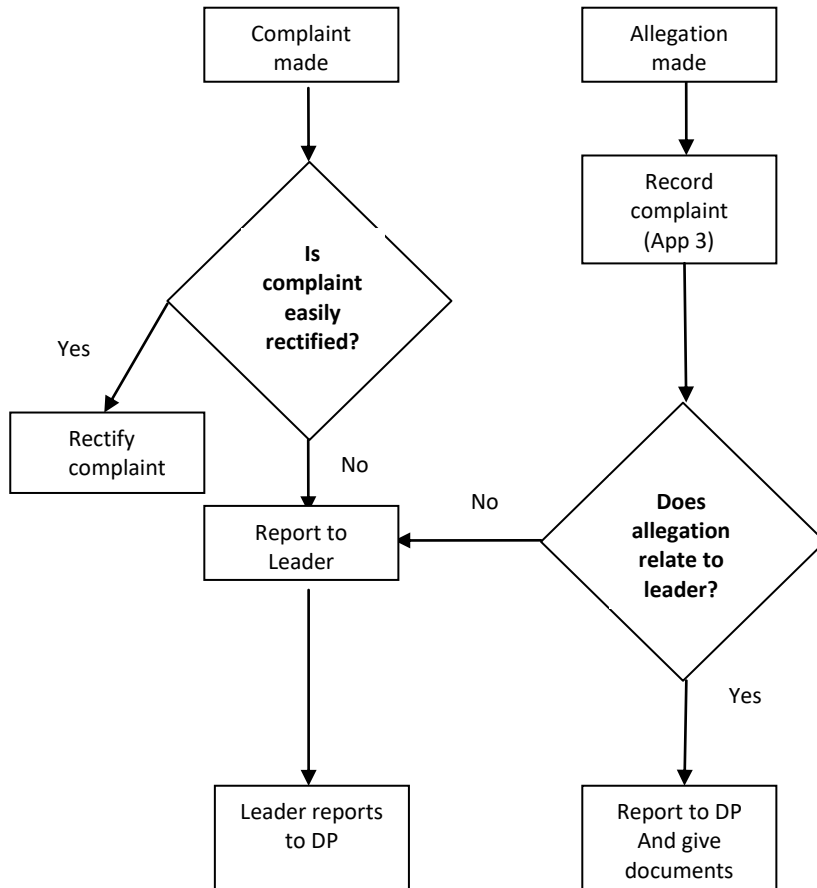 Complaint
made
Allegation
made
Record
complaint
(App 3)
Is
complaint
easily
rectified?
Yes
Rectify
complaint
No
Report to
Leader
No
Does
allegation
relate to
leader?
Yes
Leader reports
to DP
Report to DP
And give
documents